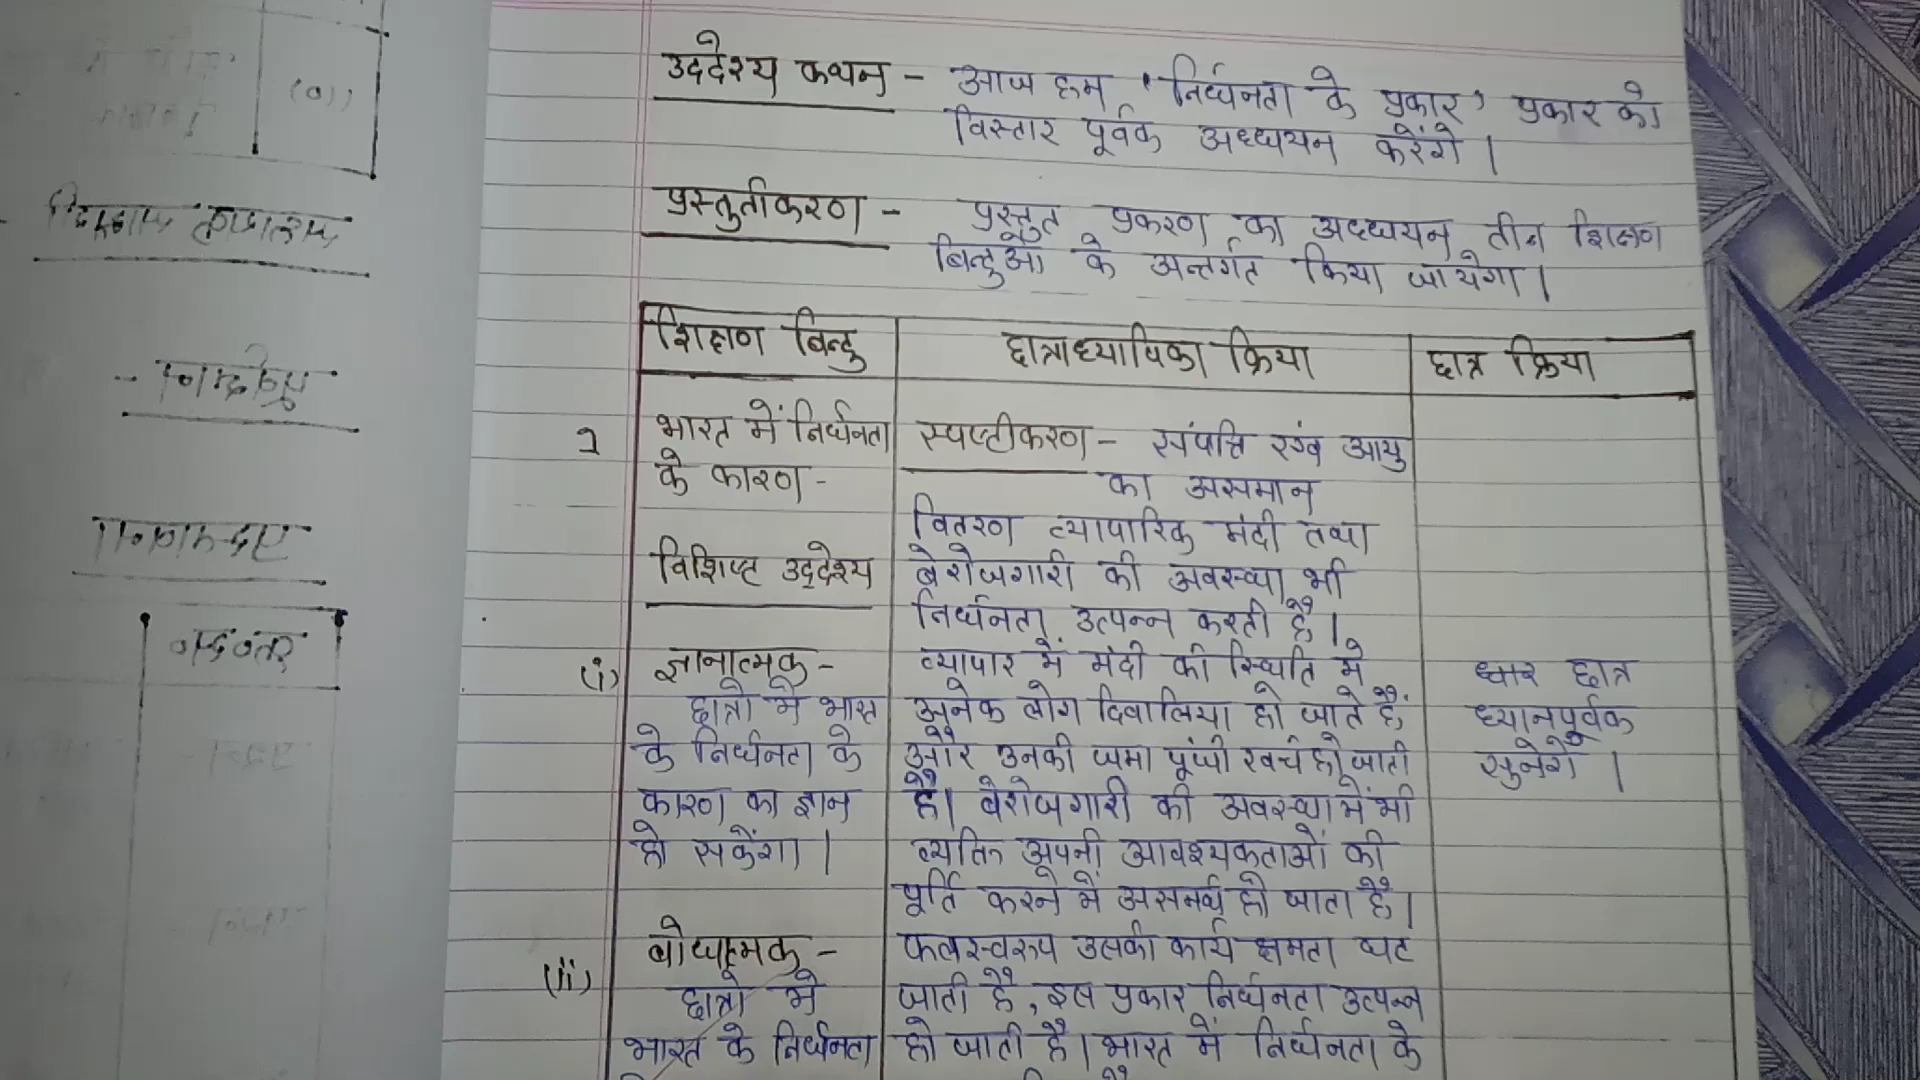 उद्देश्य कथन - आज हम 'निर्धनता के प्रकार' प्रकार को
विस्तार पूर्वक अध्ययन करेंगे।
प्रस्तुतीकरण - प्रस्तुत प्रकरण का अध्ययन तीन शिक्षण
बिन्दुओं के अन्तर्गत किया जायेगा।
शिक्षण बिन्दु
छात्राध्यापिका क्रिया
छात्र क्रिया
1 भारत में निर्धनता
के कारण -
विशिष्ट उद्देश्य
(i) ज्ञानात्मक -
छात्रो मे भारत
के निर्धनता के
कारण का ज्ञान
हो सकेंगा।
(ii) बोधात्मक -
छात्रो मे
भारत के निर्धनता
स्पष्टीकरण - संपत्ति एंव आयु
का असमान
वितरण व्यापारिक मंदी तथा
बेरोजगारी की अवस्था भी
निर्धनता उत्पन्न करती है।
व्यापार में मंदी की स्थिति मे
अनेक लोग दिवालिया हो जाते हैं,
और उनकी जमा पूंजी खर्च हो जाती
है। बेरोजगारी की अवस्था में भी
व्यक्ति अपनी आवश्यकताओं की
पूर्ति करने में असमर्थ हो जाता है।
फलस्वरूप उसकी कार्य क्षमता घट
जाती है, इस प्रकार निर्धनता उत्पन्न
हो जाती है। भारत में निर्धनता के
छात्र
ध्यानपूर्वक
सुनेगे।